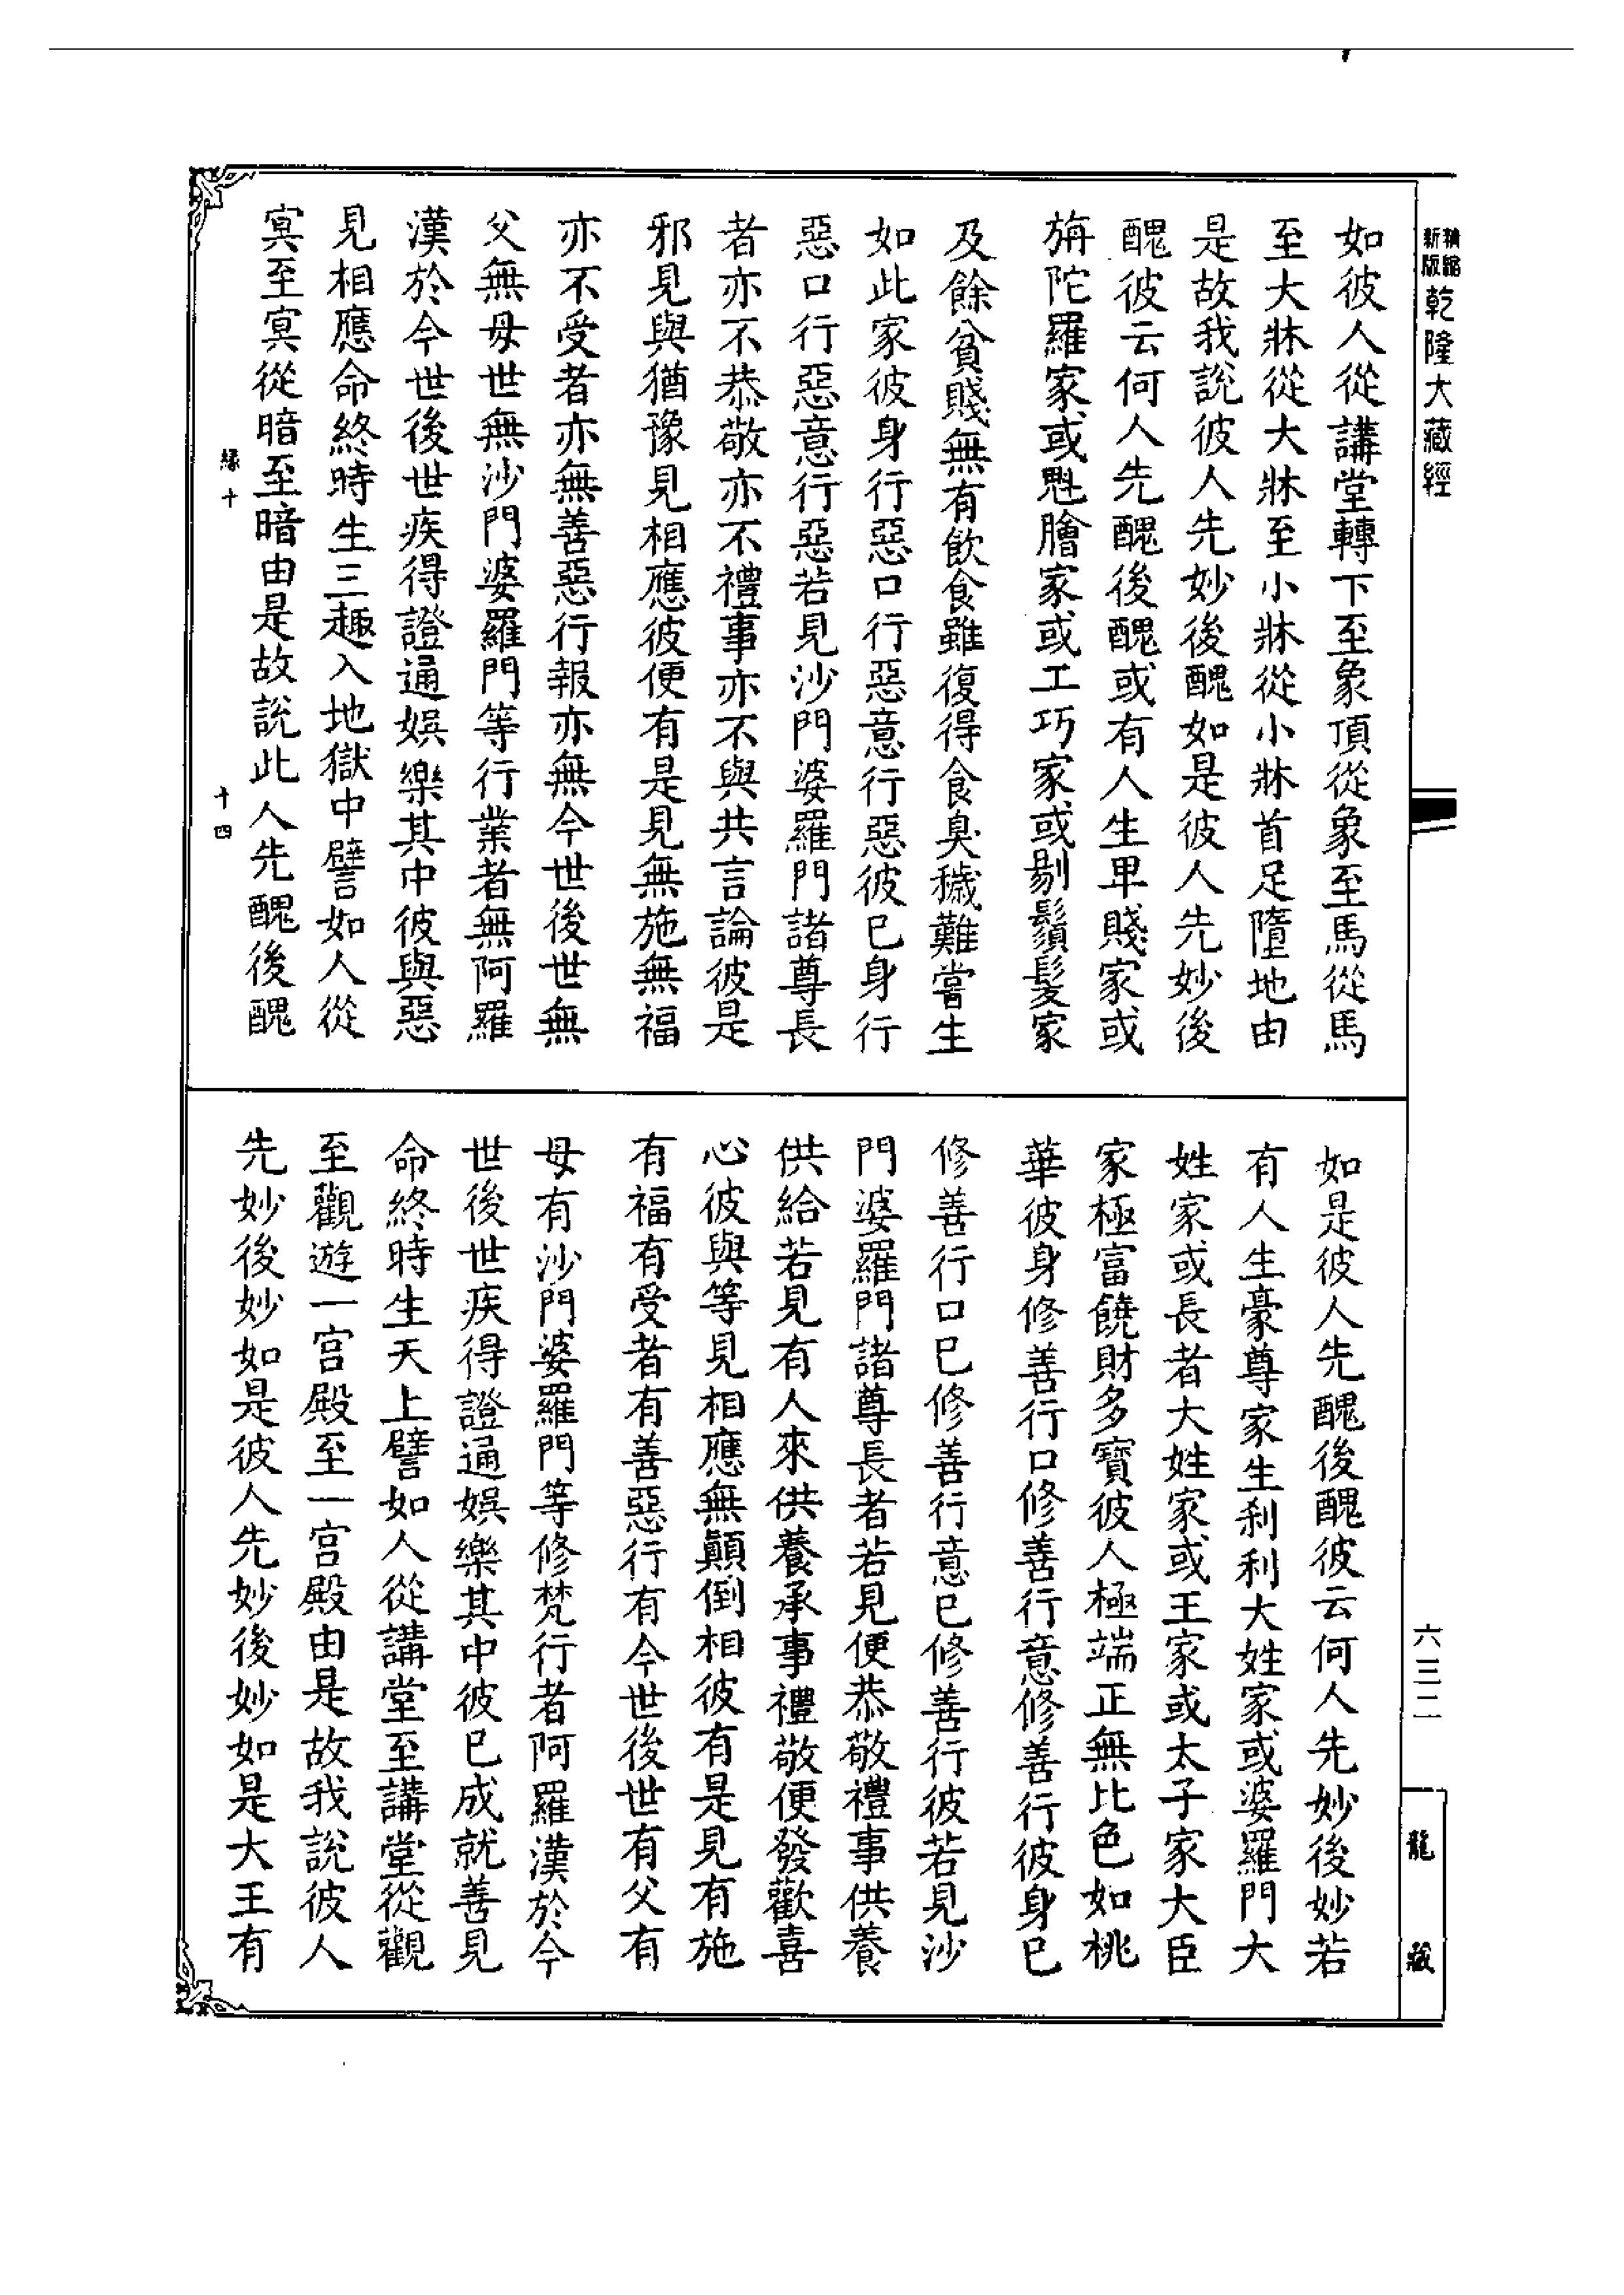 新版精縮乾隆大藏經
如彼人從講堂轉下至象頂從象至馬從馬
至大牀從大牀至小牀從小牀首足墮地由
是故我說彼人先妙後醜如是彼人先妙後
醜彼云何人先醜後醜或有人生卑賤家或
旃陀羅家或魁膾家或工巧家或剔鬚髮家
及餘貧賤無有飲食雖復得食臭穢難嘗生
如此家彼身行惡口行惡意行惡彼已身行
惡口行惡意行惡若見沙門婆羅門諸尊長
者亦不恭敬亦不禮事亦不與共言論彼是
邪見與猶豫見相應彼便有是見無施無福
亦不受者亦無善惡行報亦無今世後世無
父無母世無沙門婆羅門等行業者無阿羅
漢於今世後世疾得證通娛樂其中彼與惡
見相應命終時生三趣入地獄中譬如人從
冥至冥從暗至暗由是故說此人先醜後醜
緣十 十四
如是彼人先醜後醜彼云何人先妙後妙若
有人生豪尊家生剎利大姓家或婆羅門大
姓家或長者大姓家或王家或太子家大臣
家極富饒財多寶彼人極端正無比色如桃
華彼身修善行口修善行意修善行彼身已
修善行口已修善行意已修善行彼若見沙
門婆羅門諸尊長者若見便恭敬禮事供養
供給若見有人來供養承事禮敬便發歡喜
心彼與等見相應無顛倒相彼有是見有施
有福有受者有善惡行有今世後世有父有
母有沙門婆羅門等修梵行者阿羅漢於今
世後世疾得證通娛樂其中彼已成就善見
命終時生天上譬如人從講堂至講堂從觀
至觀遊一宮殿至一宮殿由是故我說彼人
先妙後妙如是彼人先妙後妙如是大王有
六三二
龍藏